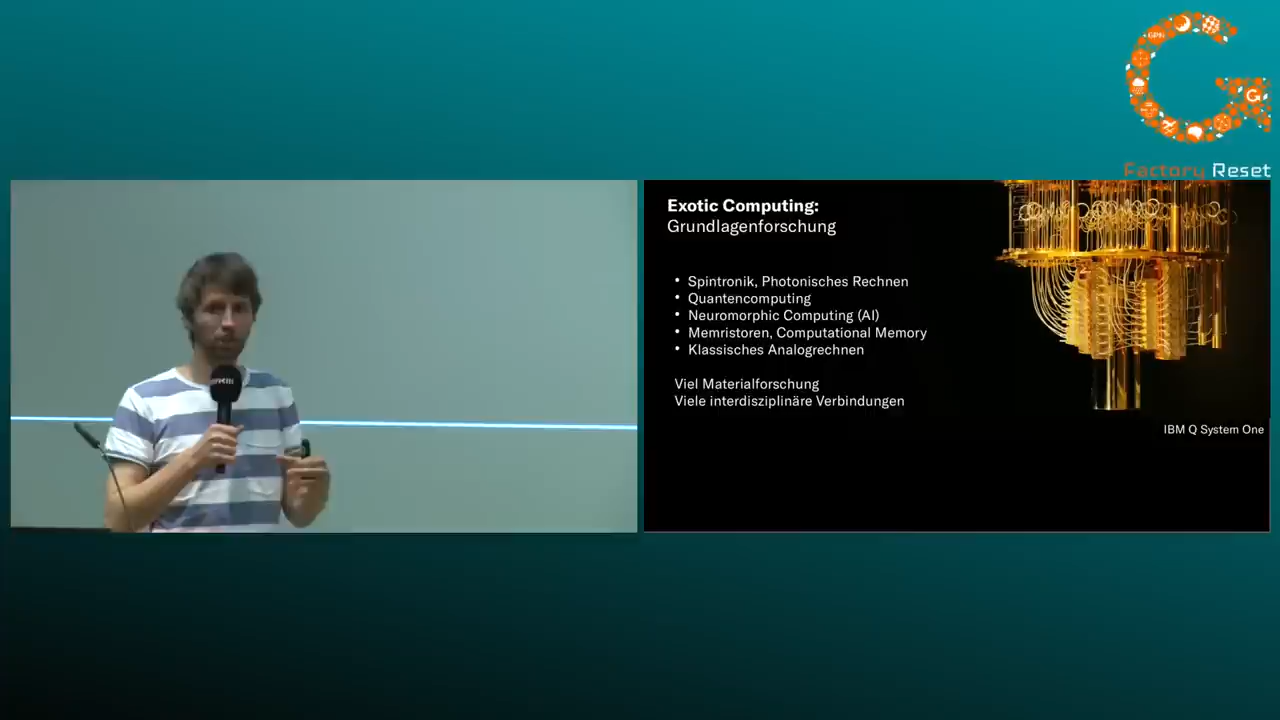 Factory Reset
Exotic Computing:
Grundlagenforschung
• Spintronik, Photonisches Rechnen
• Quantencomputing
• Neuromorphic Computing (AI)
• Memristoren, Computational Memory
• Klassisches Analogrechnen
Viel Materialforschung
Viele interdisziplinäre Verbindungen
IBM Q System One